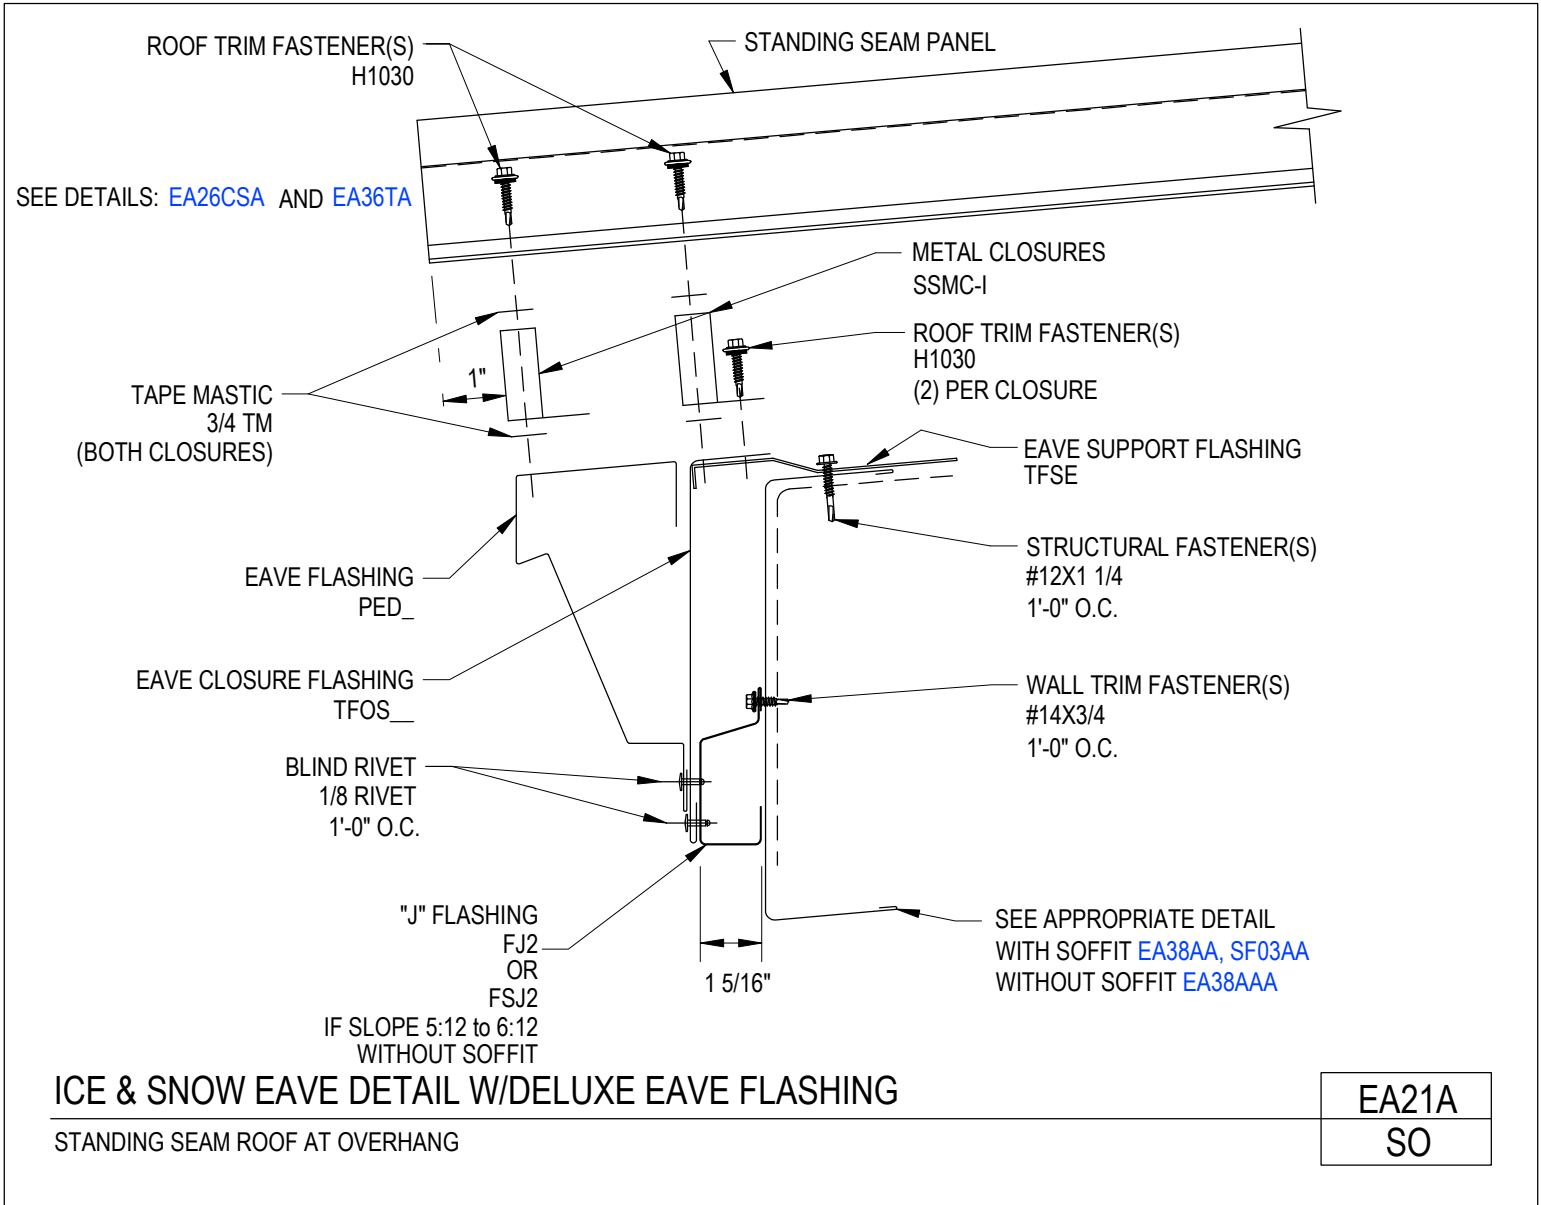 ROOF TRIM FASTENER(S)
H1030
STANDING SEAM PANEL
SEE DETAILS: EA26CSA AND EA36TA
METAL CLOSURES
SSMC-I
ROOF TRIM FASTENER(S)
H1030
(2) PER CLOSURE
1"
TAPE MASTIC
3/4 TM
(BOTH CLOSURES)
EAVE SUPPORT FLASHING
TFSE
STRUCTURAL FASTENER(S)
#12X1 1/4
1'-0" O.C.
EAVE FLASHING
PED_
EAVE CLOSURE FLASHING
TFOS__
WALL TRIM FASTENER(S)
#14X3/4
1'-0" O.C.
BLIND RIVET
1/8 RIVET
1'-0" O.C.
"J" FLASHING
FJ2
OR
FSJ2
IF SLOPE 5:12 to 6:12
WITHOUT SOFFIT
1 5/16"
SEE APPROPRIATE DETAIL
WITH SOFFIT EA38AA, SF03AA
WITHOUT SOFFIT EA38AAA
ICE & SNOW EAVE DETAIL W/DELUXE EAVE FLASHING
STANDING SEAM ROOF AT OVERHANG
EA21A
SO